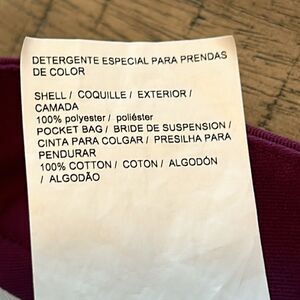 DETERGENTE ESPECIAL PARA PRENDAS
DE COLOR
SHELL / COQUILLE / EXTERIOR /
CAMADA
100% polyester / poliéster
POCKET BAG / BRIDE DE SUSPENSION /
CINTA PARA COLGAR / PRESILHA PARA
PENDURAR
100% COTTON / COTON / ALGODÓN
/ ALGODÃO